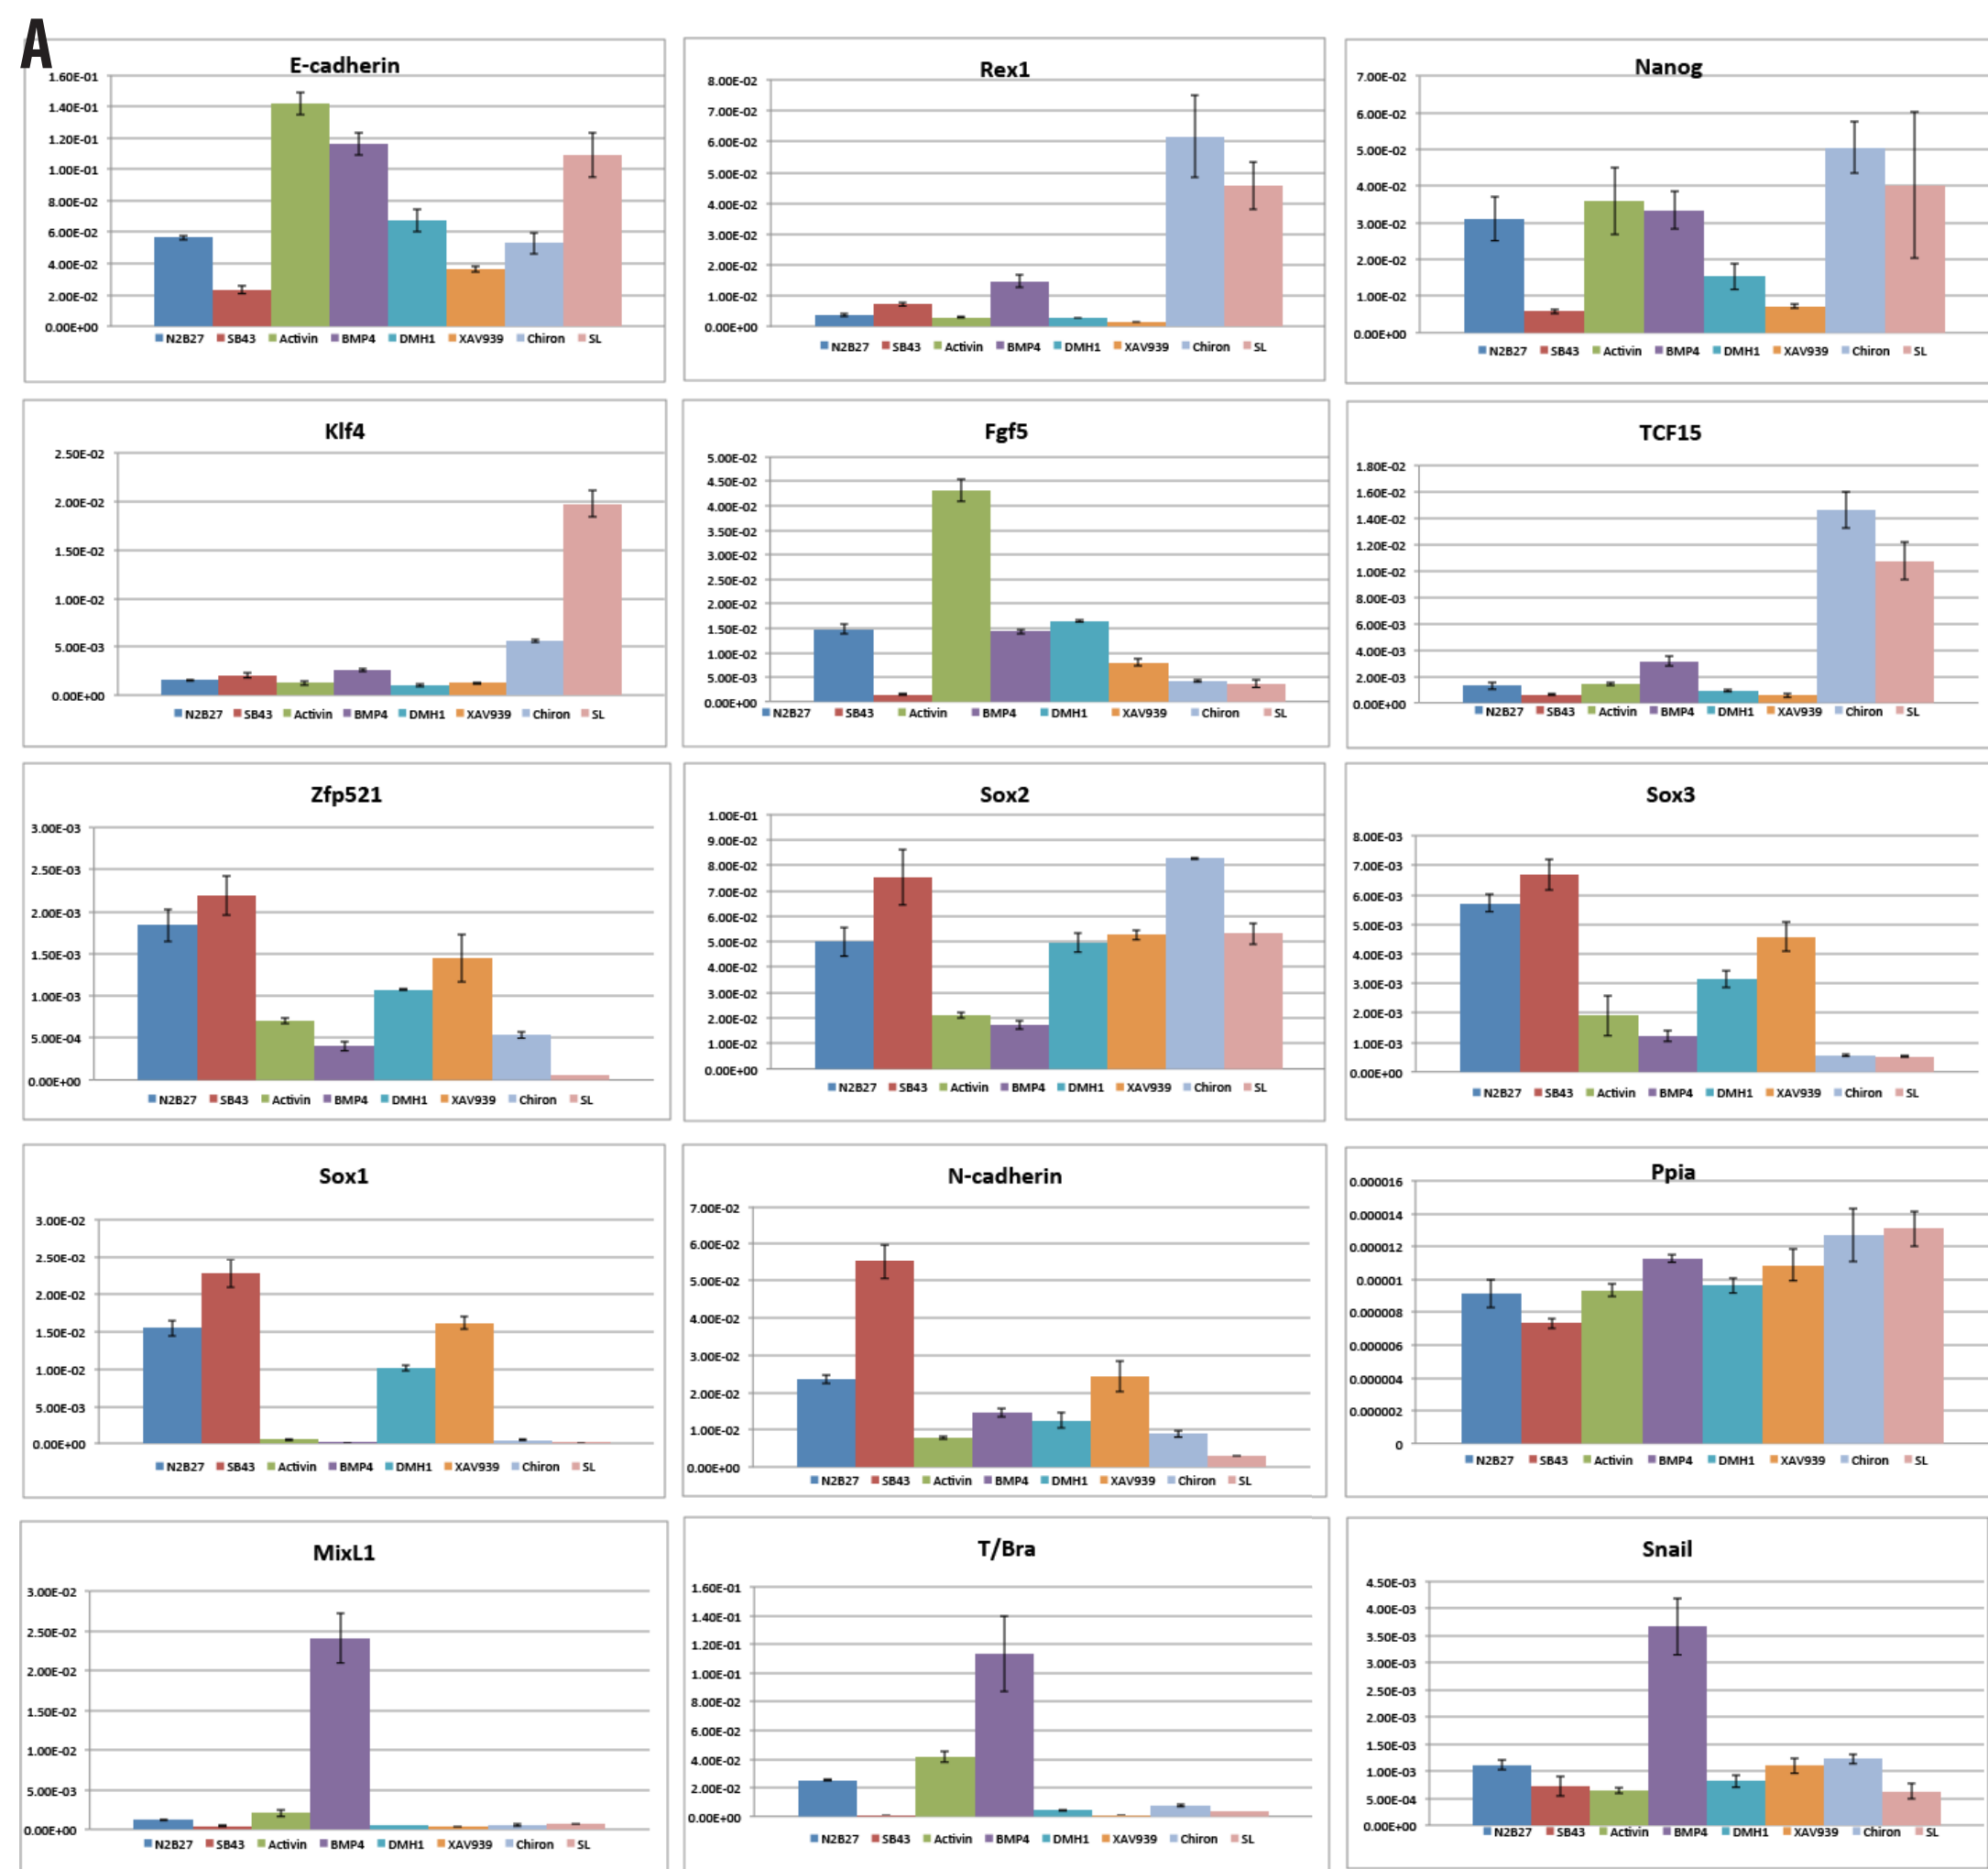 A
E-cadherin
1.60E-01
1.40E-01
1.20E-01
1.00E-01
8.00E-02
6.00E-02
4.00E-02
2.00E-02
0.00E+00
N2B27 SB43 Activin BMP4 DMH1 XAV939 Chiron SL
Rex1
8.00E-02
7.00E-02
6.00E-02
5.00E-02
4.00E-02
3.00E-02
2.00E-02
1.00E-02
0.00E+00
N2B27 SB43 Activin BMP4 DMH1 XAV939 Chiron SL
Nanog
7.00E-02
6.00E-02
5.00E-02
4.00E-02
3.00E-02
2.00E-02
1.00E-02
0.00E+00
N2B27 SB43 Activin BMP4 DMH1 XAV939 Chiron SL
Klf4
2.50E-02
2.00E-02
1.50E-02
1.00E-02
5.00E-03
0.00E+00
N2B27 SB43 Activin BMP4 DMH1 XAV939 Chiron SL
Fgf5
5.00E-02
4.50E-02
4.00E-02
3.50E-02
3.00E-02
2.50E-02
2.00E-02
1.50E-02
1.00E-02
5.00E-03
0.00E+00
N2B27 SB43 Activin BMP4 DMH1 XAV939 Chiron SL
TCF15
1.80E-02
1.60E-02
1.40E-02
1.20E-02
1.00E-02
8.00E-03
6.00E-03
4.00E-03
2.00E-03
0.00E+00
N2B27 SB43 Activin BMP4 DMH1 XAV939 Chiron SL
Zfp521
3.00E-03
2.50E-03
2.00E-03
1.50E-03
1.00E-03
5.00E-04
0.00E+00
N2B27 SB43 Activin BMP4 DMH1 XAV939 Chiron SL
Sox2
1.00E-01
9.00E-02
8.00E-02
7.00E-02
6.00E-02
5.00E-02
4.00E-02
3.00E-02
2.00E-02
1.00E-02
0.00E+00
N2B27 SB43 Activin BMP4 DMH1 XAV939 Chiron SL
Sox3
8.00E-03
7.00E-03
6.00E-03
5.00E-03
4.00E-03
3.00E-03
2.00E-03
1.00E-03
0.00E+00
N2B27 SB43 Activin BMP4 DMH1 XAV939 Chiron SL
Sox1
3.00E-02
2.50E-02
2.00E-02
1.50E-02
1.00E-02
5.00E-03
0.00E+00
N2B27 SB43 Activin BMP4 DMH1 XAV939 Chiron SL
N-cadherin
7.00E-02
6.00E-02
5.00E-02
4.00E-02
3.00E-02
2.00E-02
1.00E-02
0.00E+00
N2B27 SB43 Activin BMP4 DMH1 XAV939 Chiron SL
Ppia
0.000016
0.000014
0.000012
0.00001
0.000008
0.000006
0.000004
0.000002
0
N2B27 SB43 Activin BMP4 DMH1 XAV939 Chiron SL
MixL1
3.00E-02
2.50E-02
2.00E-02
1.50E-02
1.00E-02
5.00E-03
0.00E+00
N2B27 SB43 Activin BMP4 DMH1 XAV939 Chiron SL
T/Bra
1.60E-01
1.40E-01
1.20E-01
1.00E-01
8.00E-02
6.00E-02
4.00E-02
2.00E-02
0.00E+00
N2B27 SB43 Activin BMP4 DMH1 XAV939 Chiron SL
Snail
4.50E-03
4.00E-03
3.50E-03
3.00E-03
2.50E-03
2.00E-03
1.50E-03
1.00E-03
5.00E-04
0.00E+00
N2B27 SB43 Activin BMP4 DMH1 XAV939 Chiron SL